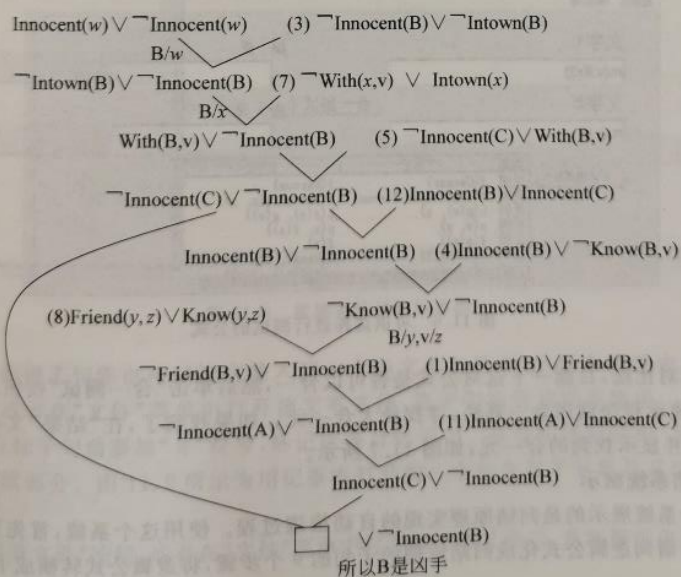 Innocent(w)∨￢Innocent(w) (3) ￢Innocent(B)∨￢Intown(B)
B/w
￢Intown(B)∨￢Innocent(B) (7) ￢With(x,v) ∨ Intown(x)
B/x
With(B,v)∨￢Innocent(B) (5) ￢Innocent(C)∨With(B,v)
￢Innocent(C)∨￢Innocent(B) (12)Innocent(B)∨Innocent(C)
Innocent(B)∨￢Innocent(B) (4)Innocent(B)∨￢Know(B,v)
(8)Friend(y,z)∨Know(y,z) ￢Know(B,v)∨￢Innocent(B)
B/y,v/z
￢Friend(B,v)∨￢Innocent(B) (1)Innocent(B)∨Friend(B,v)
￢Innocent(A)∨￢Innocent(B) (11)Innocent(A)∨Innocent(C)
Innocent(C)∨￢Innocent(B)
∨￢Innocent(B)
所以B是凶手